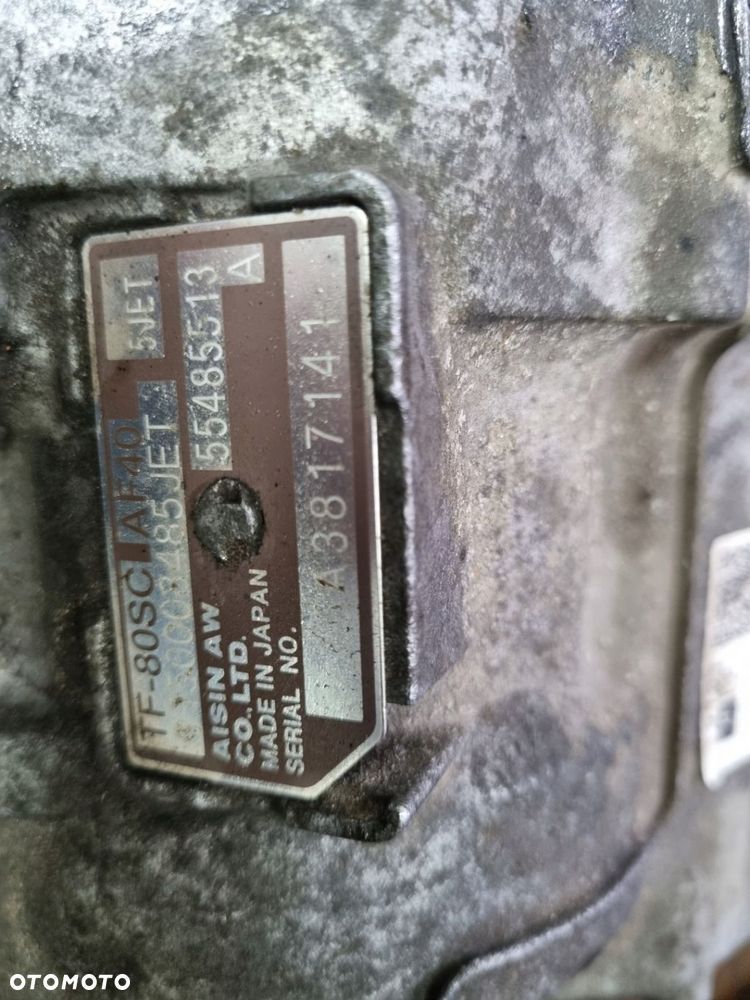 TF-80SC AF40 5JET
485JET
55485513
A
AISIN AW
CO.,LTD.
MADE IN JAPAN
SERIAL NO.
A3817141
OTOMOTO